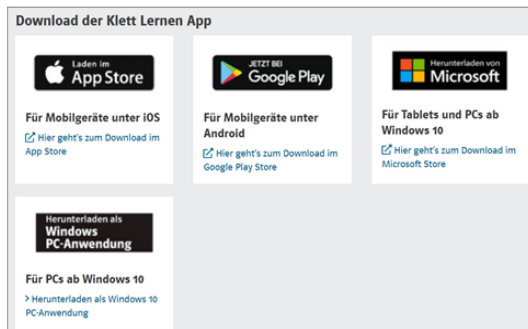 Download der Klett Lernen App
Laden im
App Store
Für Mobilgeräte unter iOS
Hier geht's zum Download im
App Store
JETZT BEI
Google Play
Für Mobilgeräte unter
Android
Hier geht's zum Download im
Google Play Store
Herunterladen von
Microsoft
Für Tablets und PCs ab
Windows 10
Hier geht's zum Download im
Microsoft Store
Herunterladen als
Windows
PC-Anwendung
Für PCs ab Windows 10
Herunterladen als Windows 10
PC-Anwendung